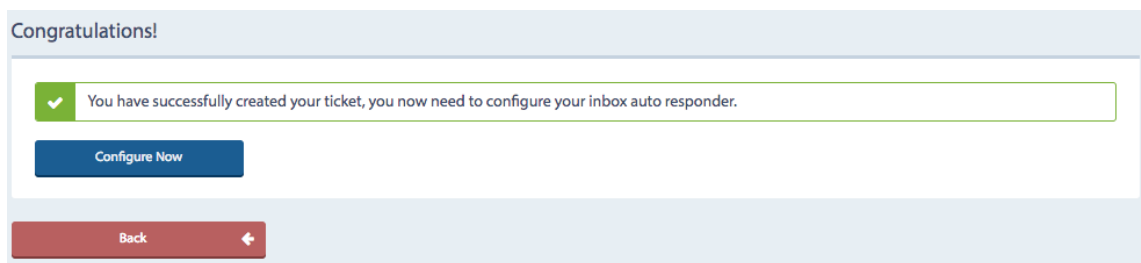 Congratulations!
You have successfully created your ticket, you now need to configure your inbox auto responder.
Configure Now
Back